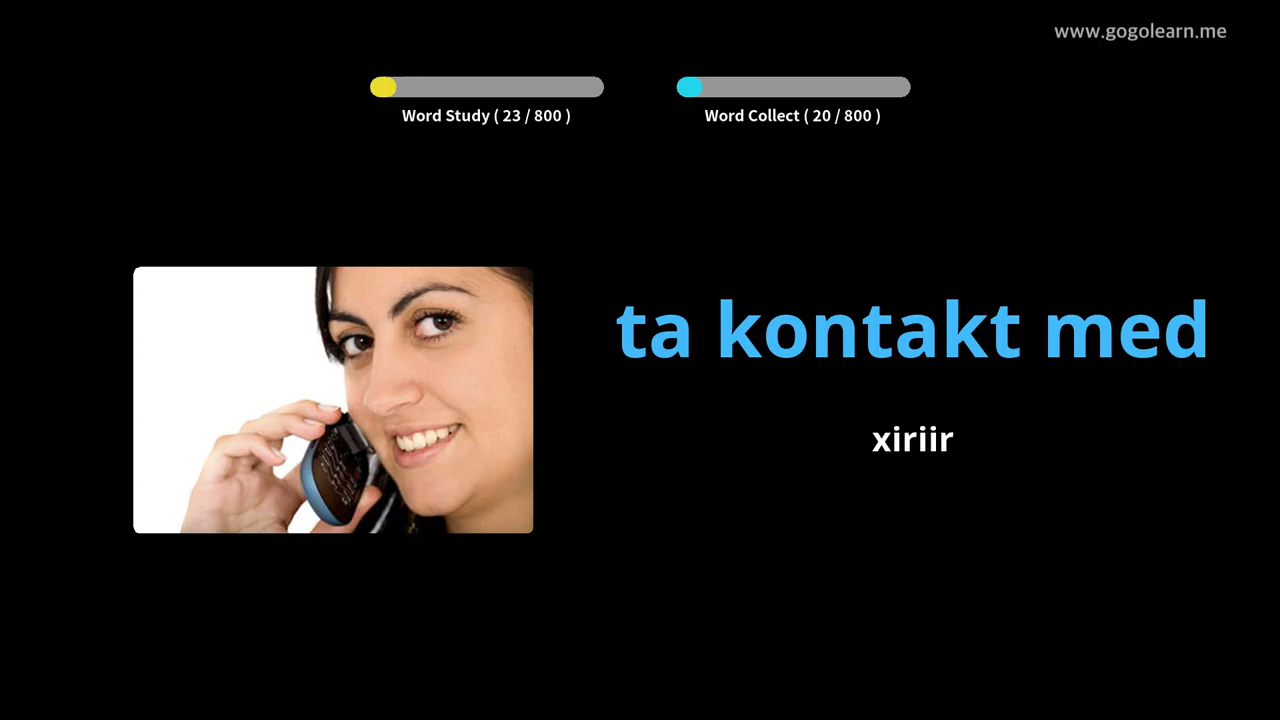 www.gogolearn.me
Word Study ( 23 / 800 )
Word Collect ( 20 / 800 )
ta kontakt med
xiriir